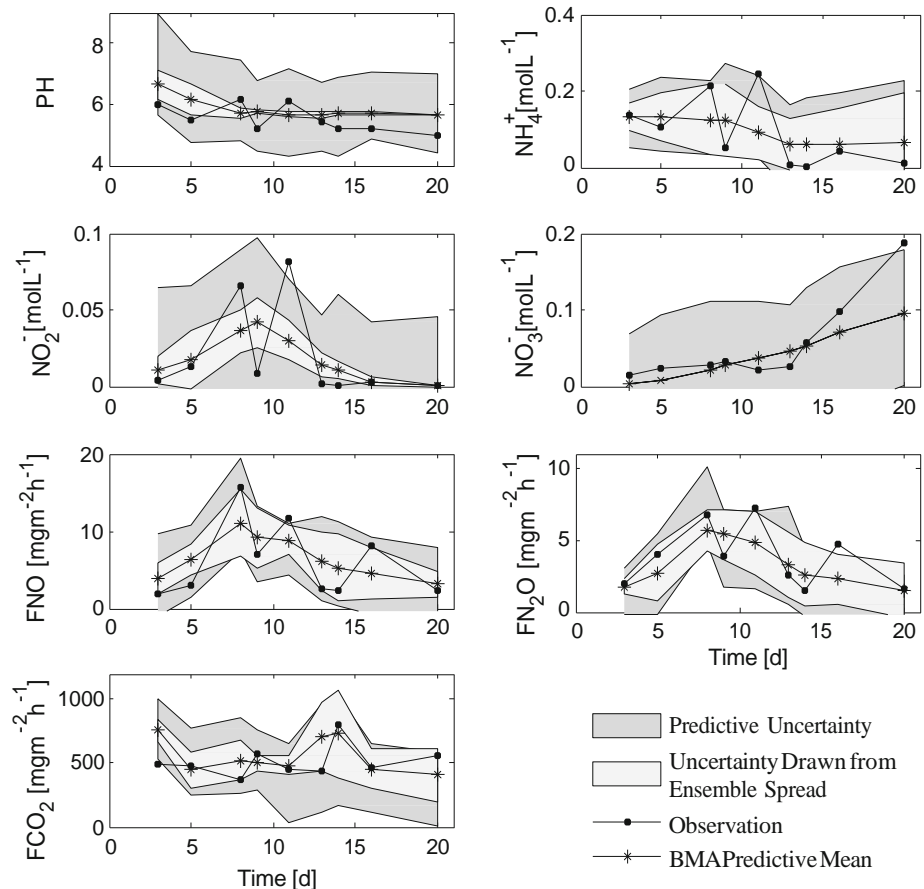 8
6
4
PH
0 5 10 15 20
0.4
0.2
0
NH₄⁺[molL⁻¹]
0 5 10 15 20
0.1
0.05
0
NO₂⁻[molL⁻¹]
0 5 10 15 20
0.2
0.1
0
NO₃⁻[molL⁻¹]
0 5 10 15 20
20
10
0
FNO [mgm⁻²h⁻¹]
0 5 10 15 20
10
5
0
FN₂O [mgm⁻²h⁻¹]
0 5 10 15 20
Time [d]
1000
500
0
FCO₂ [mgm⁻²h⁻¹]
0 5 10 15 20
Time [d]
Predictive Uncertainty
Uncertainty Drawn from
Ensemble Spread
Observation
BMAPredictive Mean